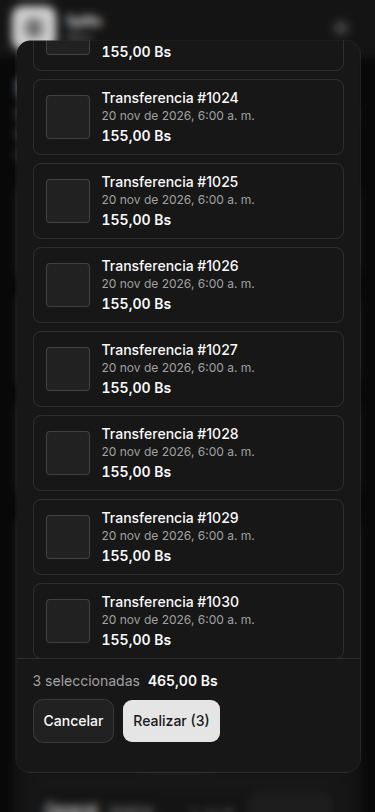 155,00 Bs
Transferencia #1024
20 nov de 2026, 6:00 a. m.
155,00 Bs
Transferencia #1025
20 nov de 2026, 6:00 a. m.
155,00 Bs
Transferencia #1026
20 nov de 2026, 6:00 a. m.
155,00 Bs
Transferencia #1027
20 nov de 2026, 6:00 a. m.
155,00 Bs
Transferencia #1028
20 nov de 2026, 6:00 a. m.
155,00 Bs
Transferencia #1029
20 nov de 2026, 6:00 a. m.
155,00 Bs
Transferencia #1030
20 nov de 2026, 6:00 a. m.
155,00 Bs
3 seleccionadas 465,00 Bs
Cancelar Realizar (3)